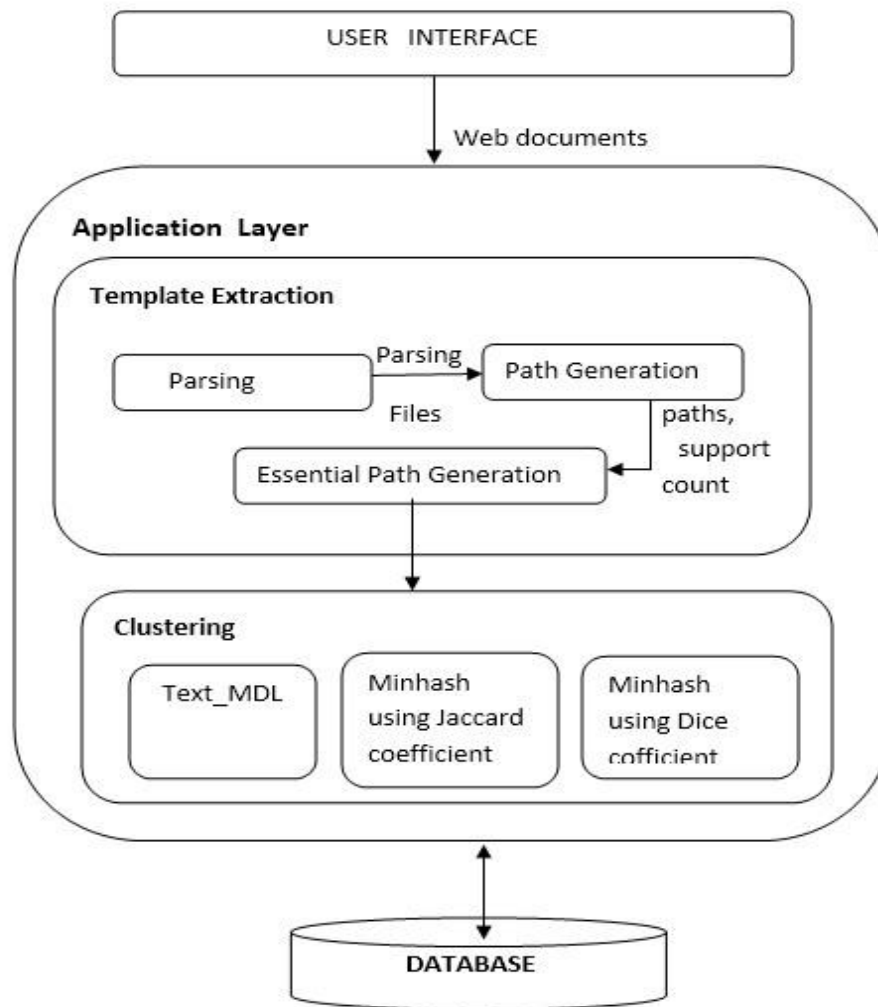 USER INTERFACE
Web documents
Application Layer
Template Extraction
Parsing
Parsing
Files
Path Generation
paths,
support
count
Essential Path Generation
Clustering
Text_MDL
Minhash
using Jaccard
coefficient
Minhash
using Dice
cofficient
DATABASE